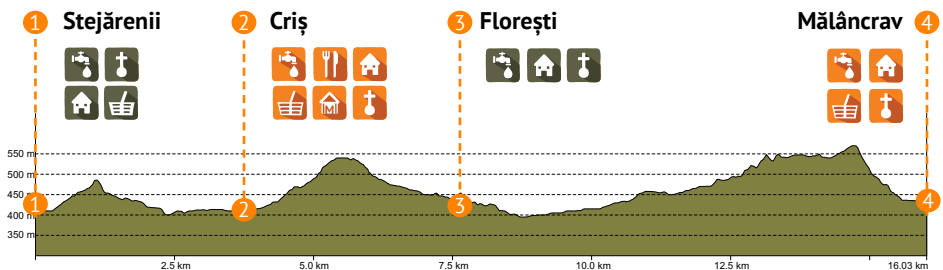 1 Stejărenii
2 Criș
3 Florești
Mălâncrav 4
M
550 m
500 m
450 m
400 m
350 m
1
2
3
4
2.5 km
5.0 km
7.5 km
10.0 km
12.5 km
16.03 km